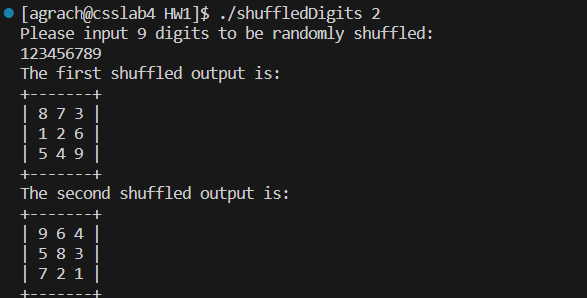 [agrach@csslab4 HW1]$ ./shuffledDigits 2
Please input 9 digits to be randomly shuffled:
123456789
The first shuffled output is:
+-------+
| 8 7 3 |
| 1 2 6 |
| 5 4 9 |
+-------+
The second shuffled output is:
+-------+
| 9 6 4 |
| 5 8 3 |
| 7 2 1 |
+-------+